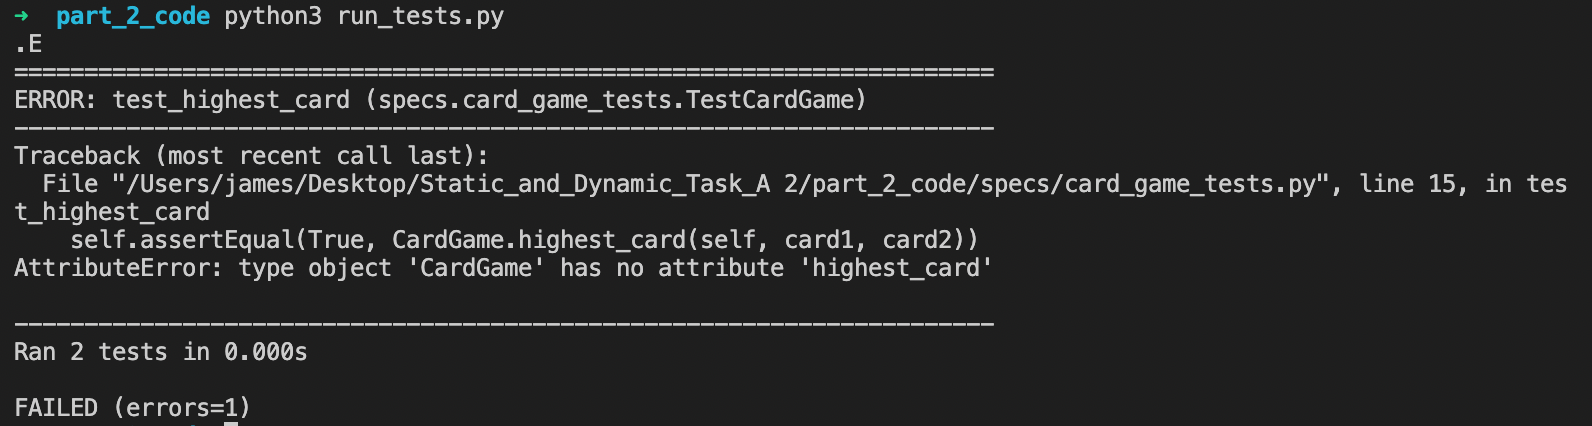 ➜  part_2_code python3 run_tests.py
.E
======================================================================
ERROR: test_highest_card (specs.card_game_tests.TestCardGame)
----------------------------------------------------------------------
Traceback (most recent call last):
  File "/Users/james/Desktop/Static_and_Dynamic_Task_A 2/part_2_code/specs/card_game_tests.py", line 15, in tes
t_highest_card
    self.assertEqual(True, CardGame.highest_card(self, card1, card2))
AttributeError: type object 'CardGame' has no attribute 'highest_card'

----------------------------------------------------------------------
Ran 2 tests in 0.000s

FAILED (errors=1)